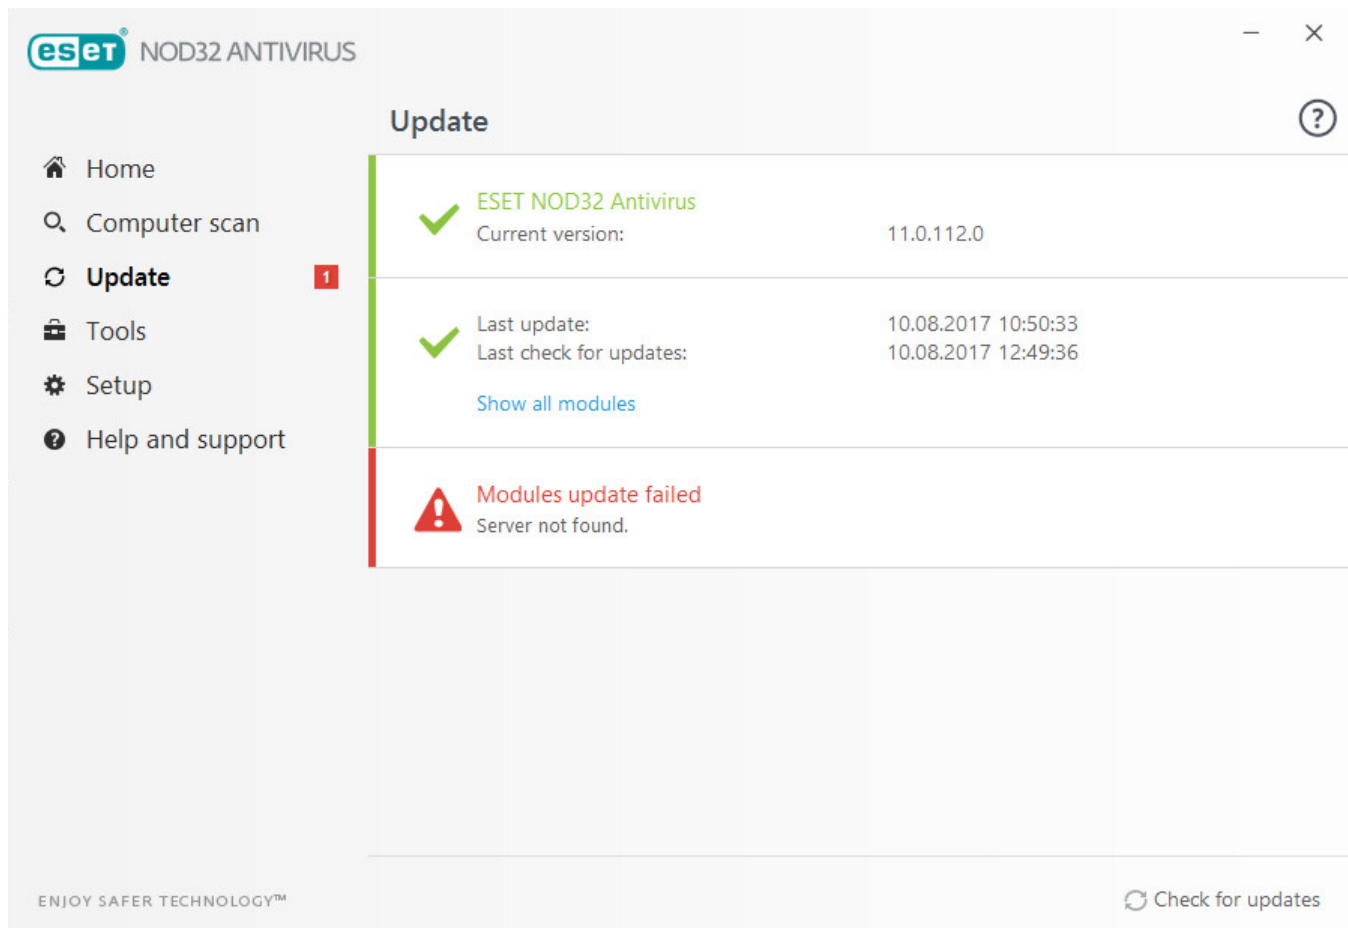 eset® NOD32 ANTIVIRUS
Update
Home
Computer scan
Update 1
Tools
Setup
Help and support
ESET NOD32 Antivirus
Current version: 11.0.112.0
Last update: 10.08.2017 10:50:33
Last check for updates: 10.08.2017 12:49:36
Show all modules
Modules update failed
Server not found.
ENJOY SAFER TECHNOLOGY™
Check for updates